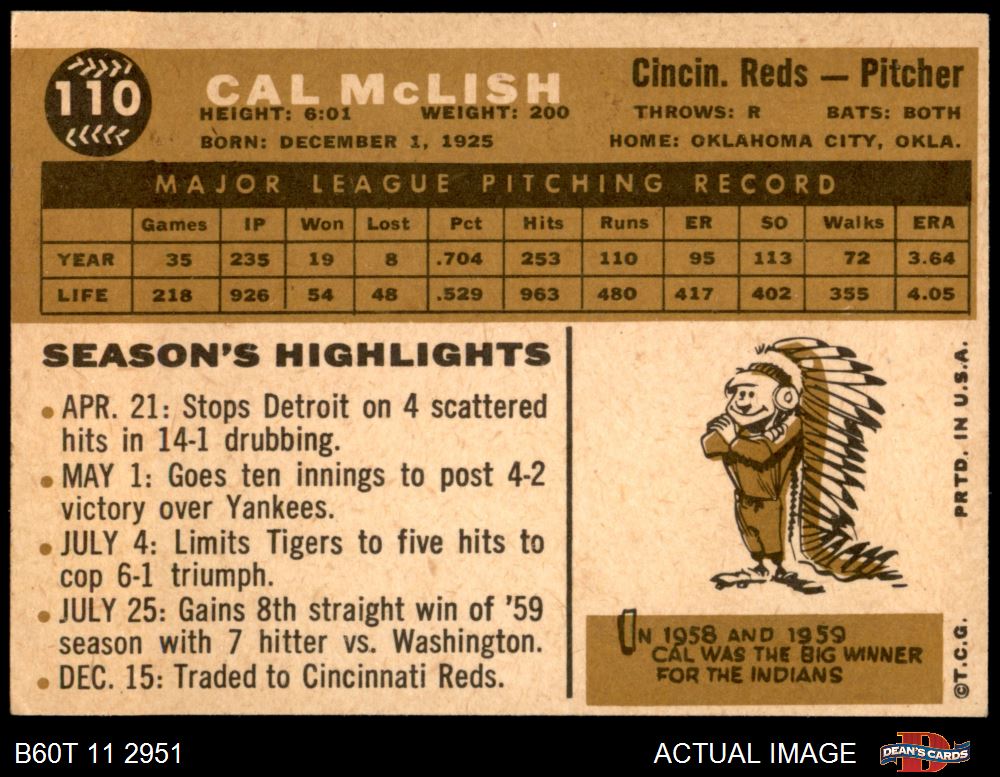 110
CAL McLISH
Cincin. Reds — Pitcher
HEIGHT: 6:01 WEIGHT: 200 THROWS: R BATS: BOTH
BORN: DECEMBER 1, 1925 HOME: OKLAHOMA CITY, OKLA.
MAJOR LEAGUE PITCHING RECORD
Games IP Won Lost Pct Hits Runs ER SO Walks ERA
YEAR 35 235 19 8 .704 253 110 95 113 72 3.64
LIFE 218 926 54 48 .529 963 480 417 402 355 4.05
SEASON'S HIGHLIGHTS
• APR. 21: Stops Detroit on 4 scattered
hits in 14-1 drubbing.
• MAY 1: Goes ten innings to post 4-2
victory over Yankees.
• JULY 4: Limits Tigers to five hits to
cop 6-1 triumph.
• JULY 25: Gains 8th straight win of '59
season with 7 hitter vs. Washington.
• DEC. 15: Traded to Cincinnati Reds.
IN 1958 AND 1959
CAL WAS THE BIG WINNER
FOR THE INDIANS
©T.C.G. PRTD. IN U.S.A.
B60T 11 2951
ACTUAL IMAGE
DEAN'S CARDS